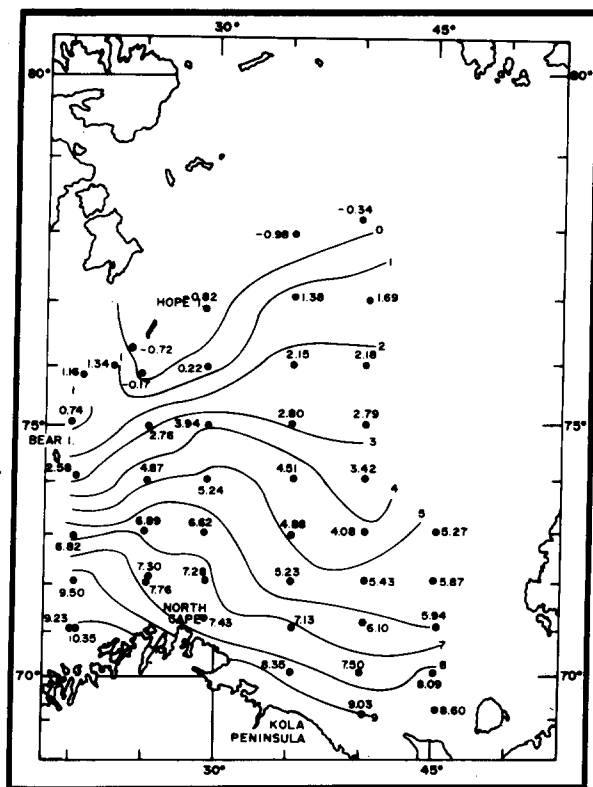 30° 45°
80° 80°
-0.34
-0.98 0
1
-0.82
HOPE I. 1.38 1.69
-0.72 2
1.34 1 0.22 2.15 2.18
1.16 -0.17
0.74
75° 3.94 2.80 2.79 75°
2.76 3
BEAR I.
2.58 4.87 4.51 3.42
5.24 4
5
6.89 6.62 4.86 4.08 5.27
6.82
7.30 7.28 5.23 5.43 5.87
9.50 7.76
NORTH
CAPE 7.43 5.94
9.23 7.13 6.10
10.35 7
8.35 7.50 8
70° 8.09 70°
9.03 9 8.60
KOLA
PENINSULA
30° 45°